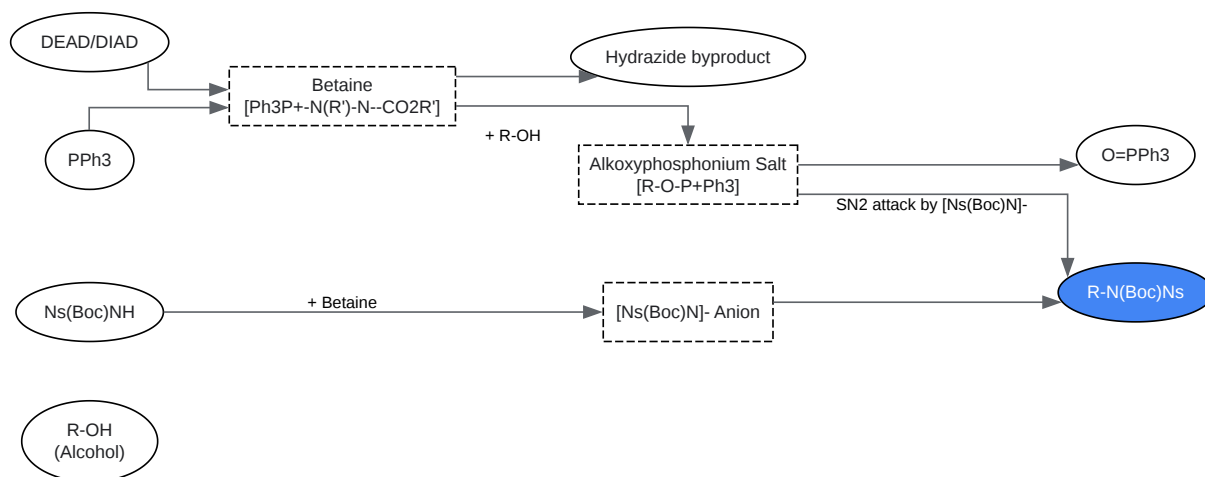 DEAD/DIAD
Hydrazide byproduct
Betaine
[Ph3P+-N(R')-N--CO2R']
+ R-OH
PPh3
O=PPh3
Alkoxyphosphonium Salt
[R-O-P+Ph3]
SN2 attack by [Ns(Boc)N]-
R-N(Boc)Ns
Ns(Boc)NH
+ Betaine
[Ns(Boc)N]- Anion
R-OH
(Alcohol)